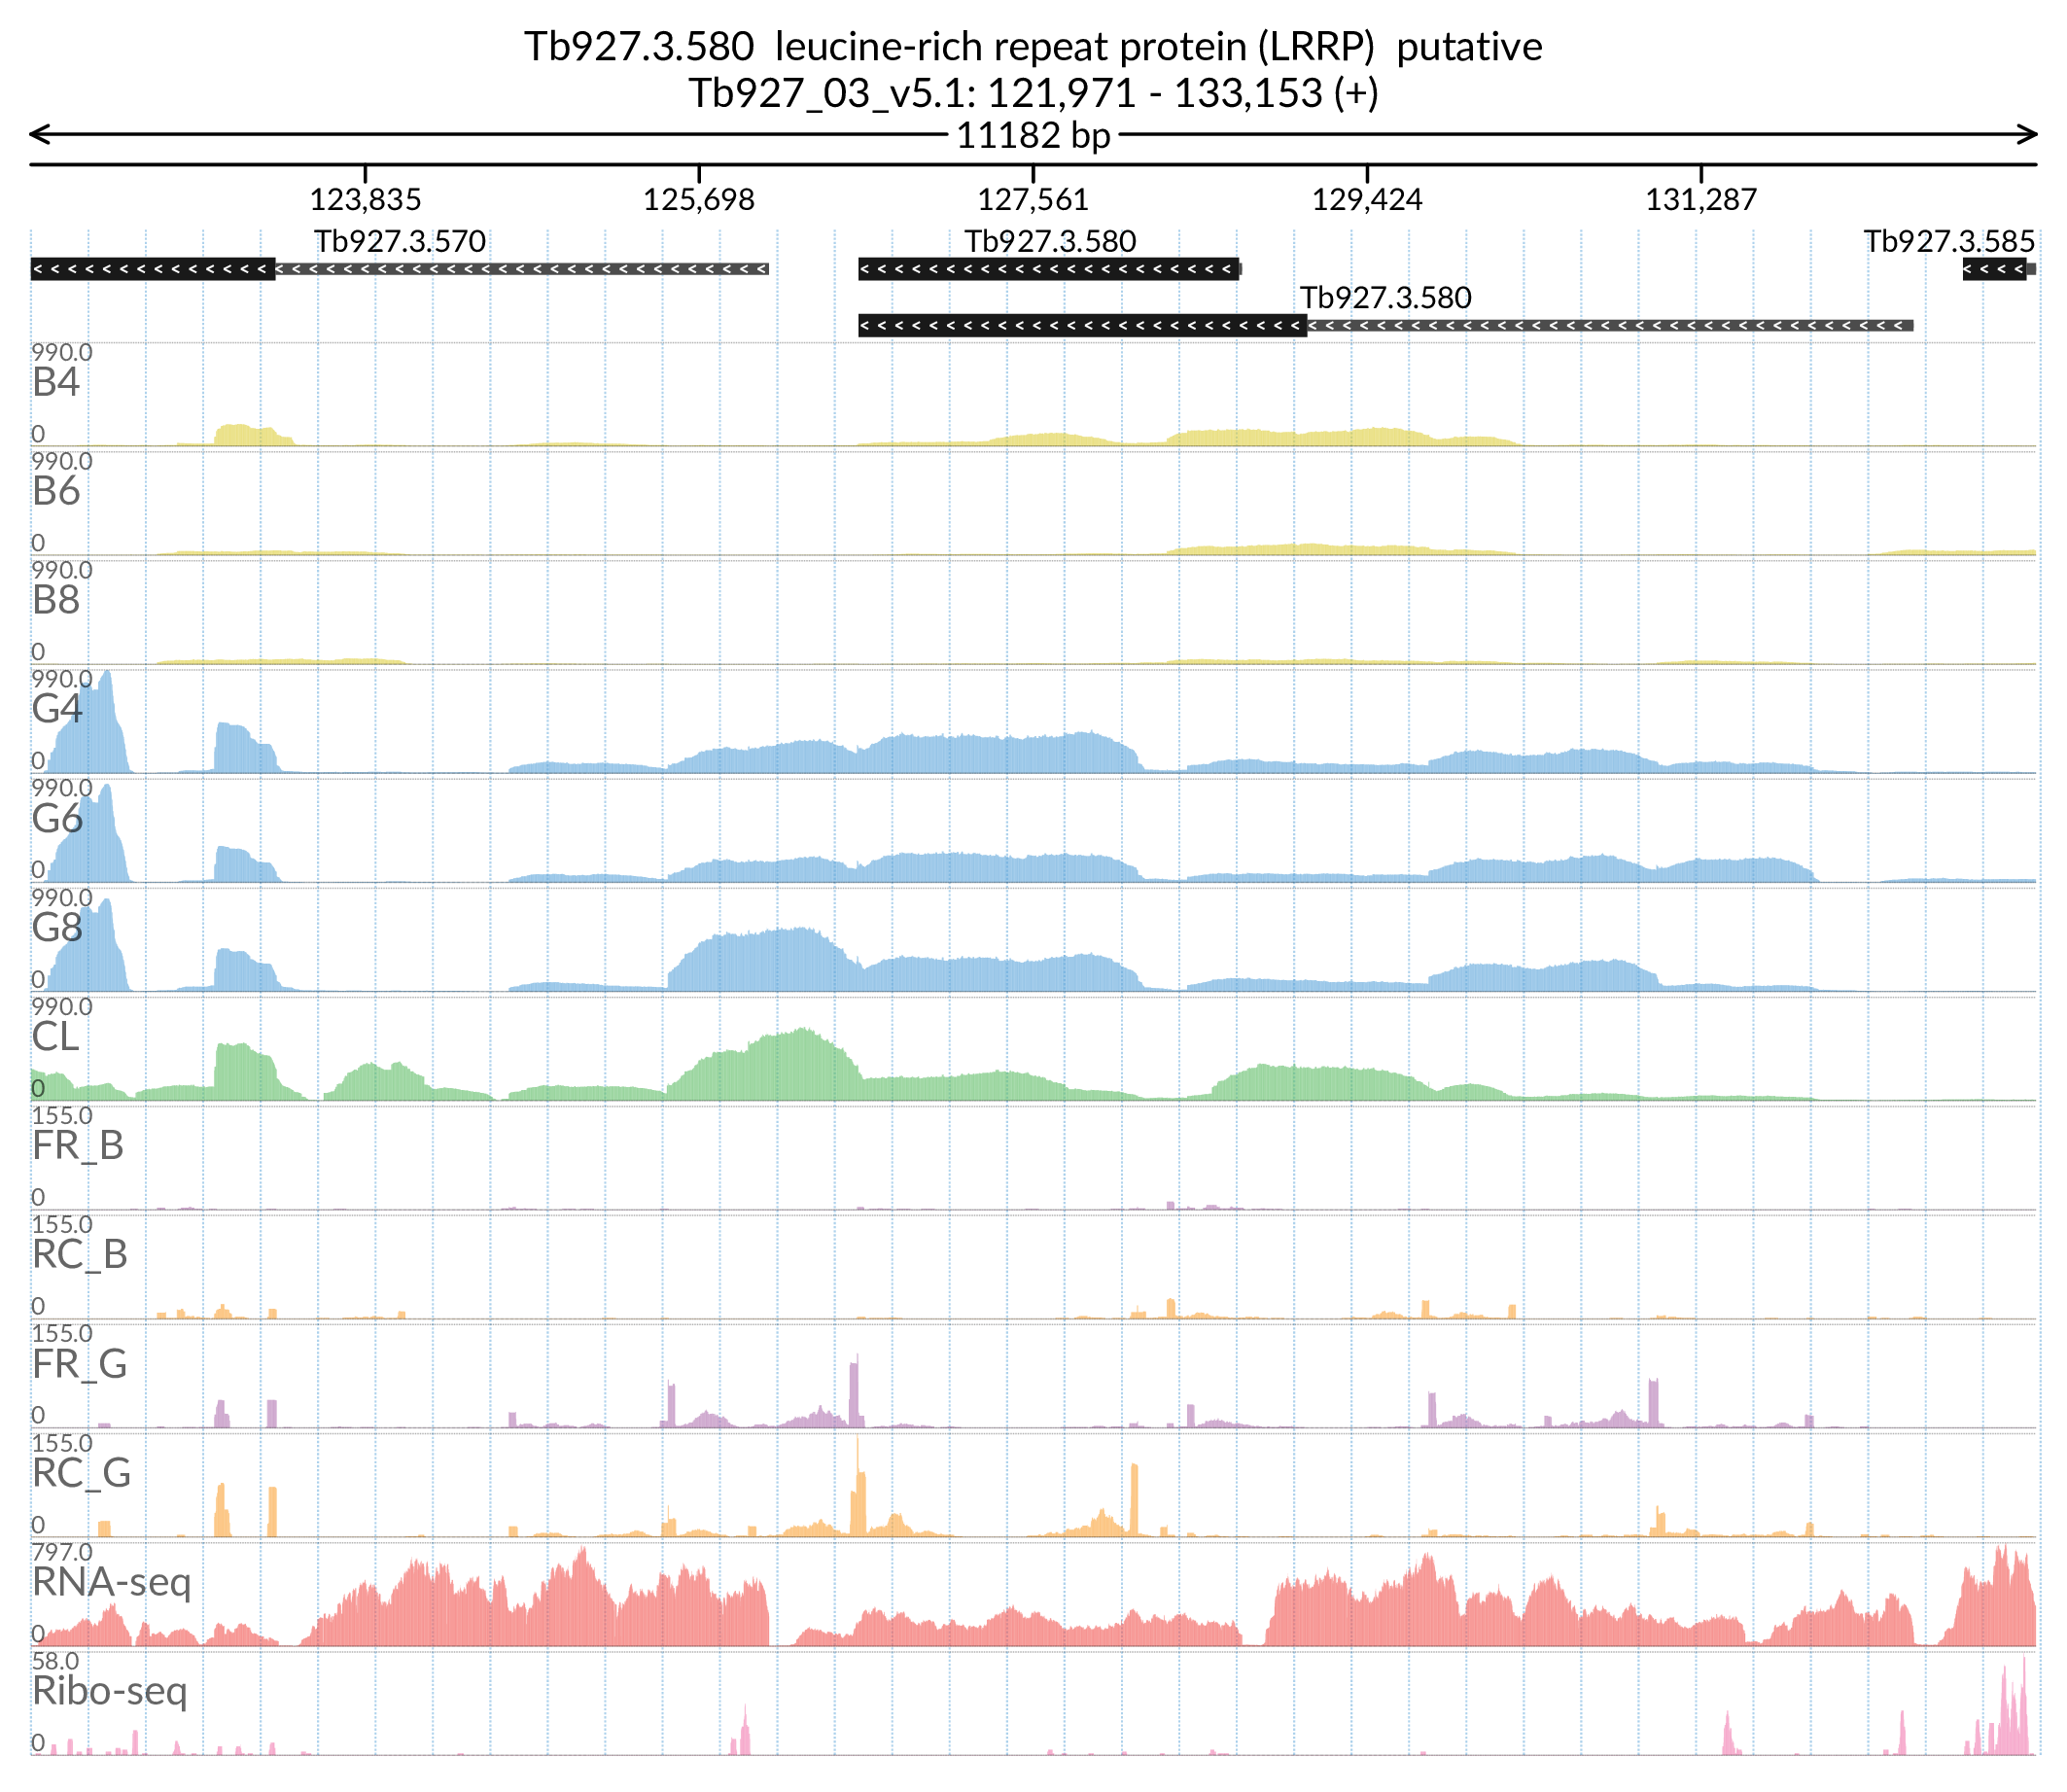 Tb927.3.580 leucine-rich repeat protein (LRRP) putative
Tb927_03_v5.1: 121,971 - 133,153 (+)
11182 bp
123,835 125,698 127,561 129,424 131,287
Tb927.3.570 Tb927.3.580 Tb927.3.585
Tb927.3.580
990.0
B4
0
990.0
B6
0
990.0
B8
0
990.0
G4
0
990.0
G6
0
990.0
G8
0
990.0
CL
0
155.0
FR_B
0
155.0
RC_B
0
155.0
FR_G
0
155.0
RC_G
0
797.0
RNA-seq
0
58.0
Ribo-seq
0